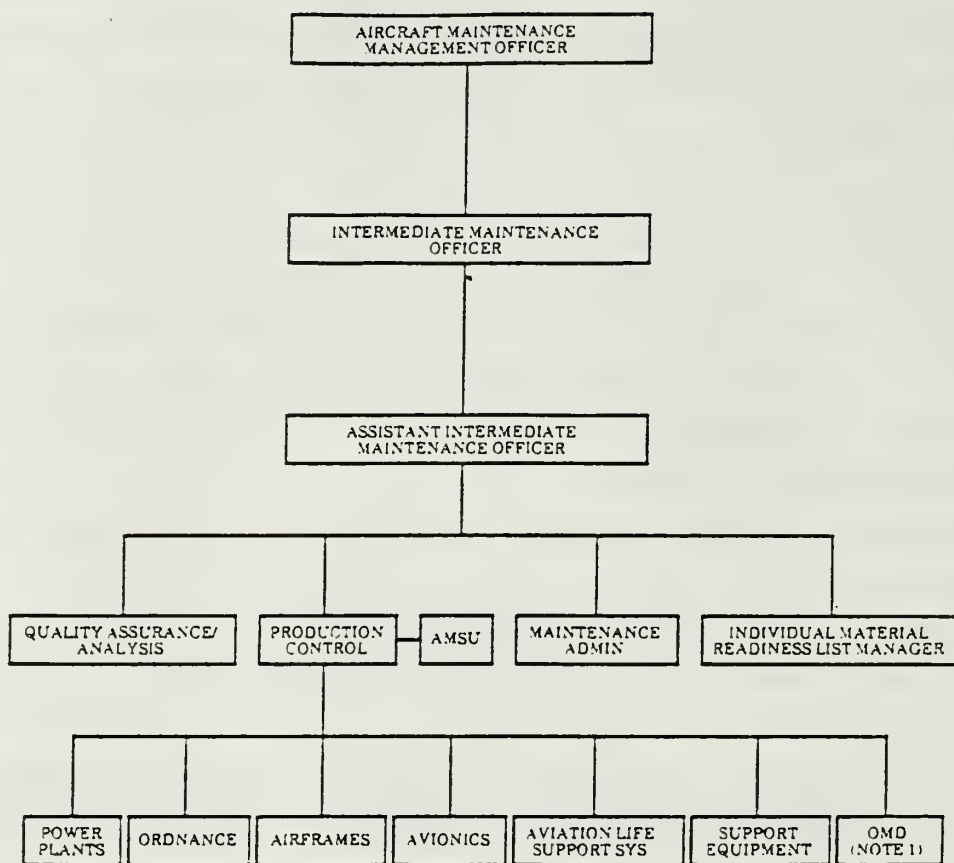 AIRCRAFT MAINTENANCE
MANAGEMENT OFFICER
INTERMEDIATE MAINTENANCE
OFFICER
ASSISTANT INTERMEDIATE
MAINTENANCE OFFICER
QUALITY ASSURANCE/
ANALYSIS
PRODUCTION
CONTROL
AMSU
MAINTENANCE
ADMIN
INDIVIDUAL MATERIAL
READINESS LIST MANAGER
POWER
PLANTS
ORDNANCE
AIRFRAMES
AVIONICS
AVIATION LIFE
SUPPORT SYS
SUPPORT
EQUIPMENT
OMD
(NOTE 1)